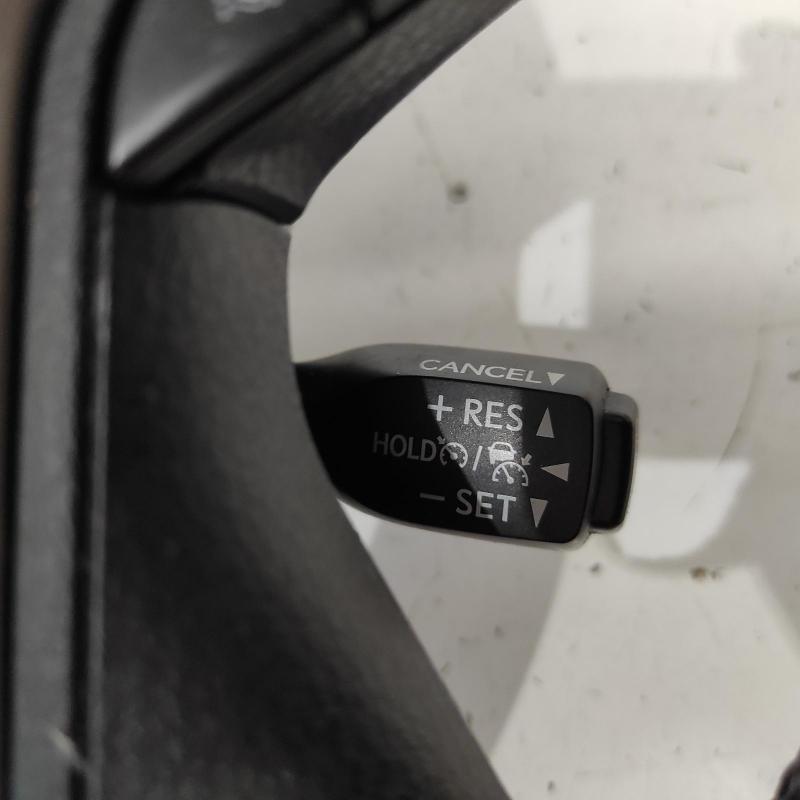 CANCEL▼
+ RES ▲
HOLD / ◀
− SET ▼